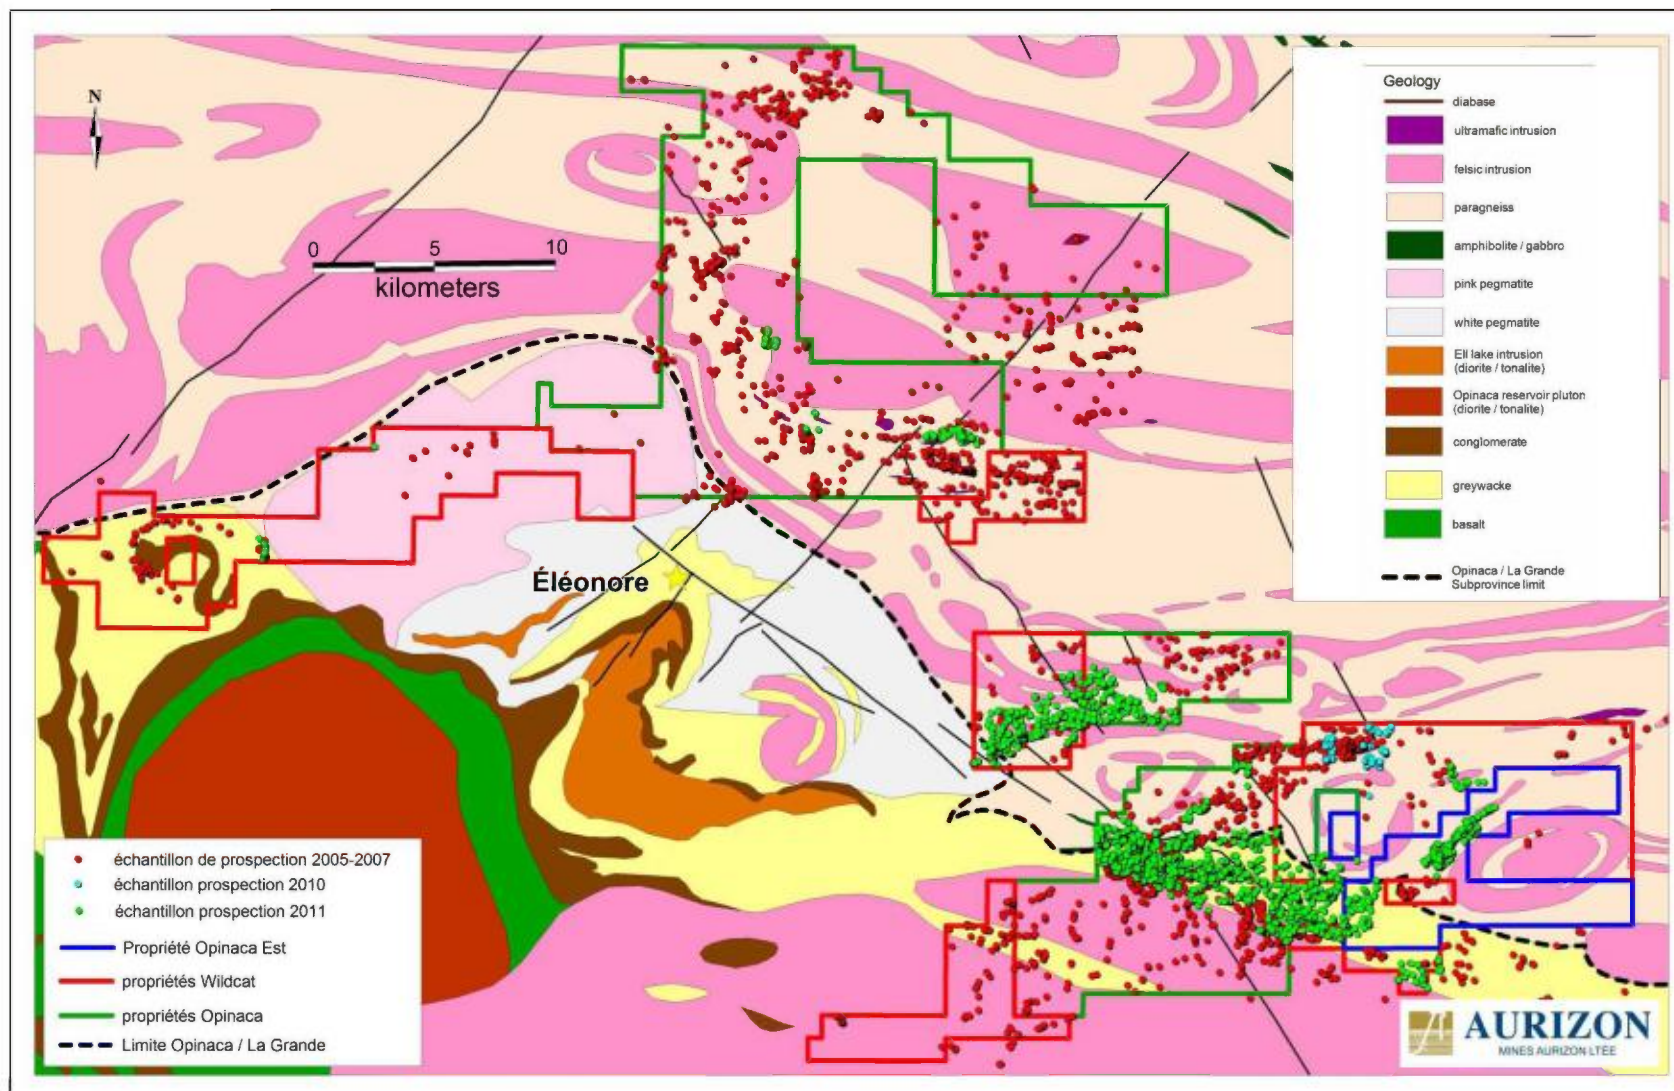 N
0 5 10
kilometers
Éléonore
Geology
diabase
ultramafic intrusion
felsic intrusion
paragneiss
amphibolite / gabbro
pink pegmatite
white pegmatite
Ell lake intrusion
(diorite / tonalite)
Opinaca reservoir pluton
(diorite / tonalite)
conglomerate
greywacke
basalt
Opinaca / La Grande
Subprovince limit
échantillon de prospection 2005-2007
échantillon prospection 2010
échantillon prospection 2011
Propriété Opinaca Est
propriétés Wildcat
propriétés Opinaca
Limite Opinaca / La Grande
AURIZON
MINES AURIZON LTÉE